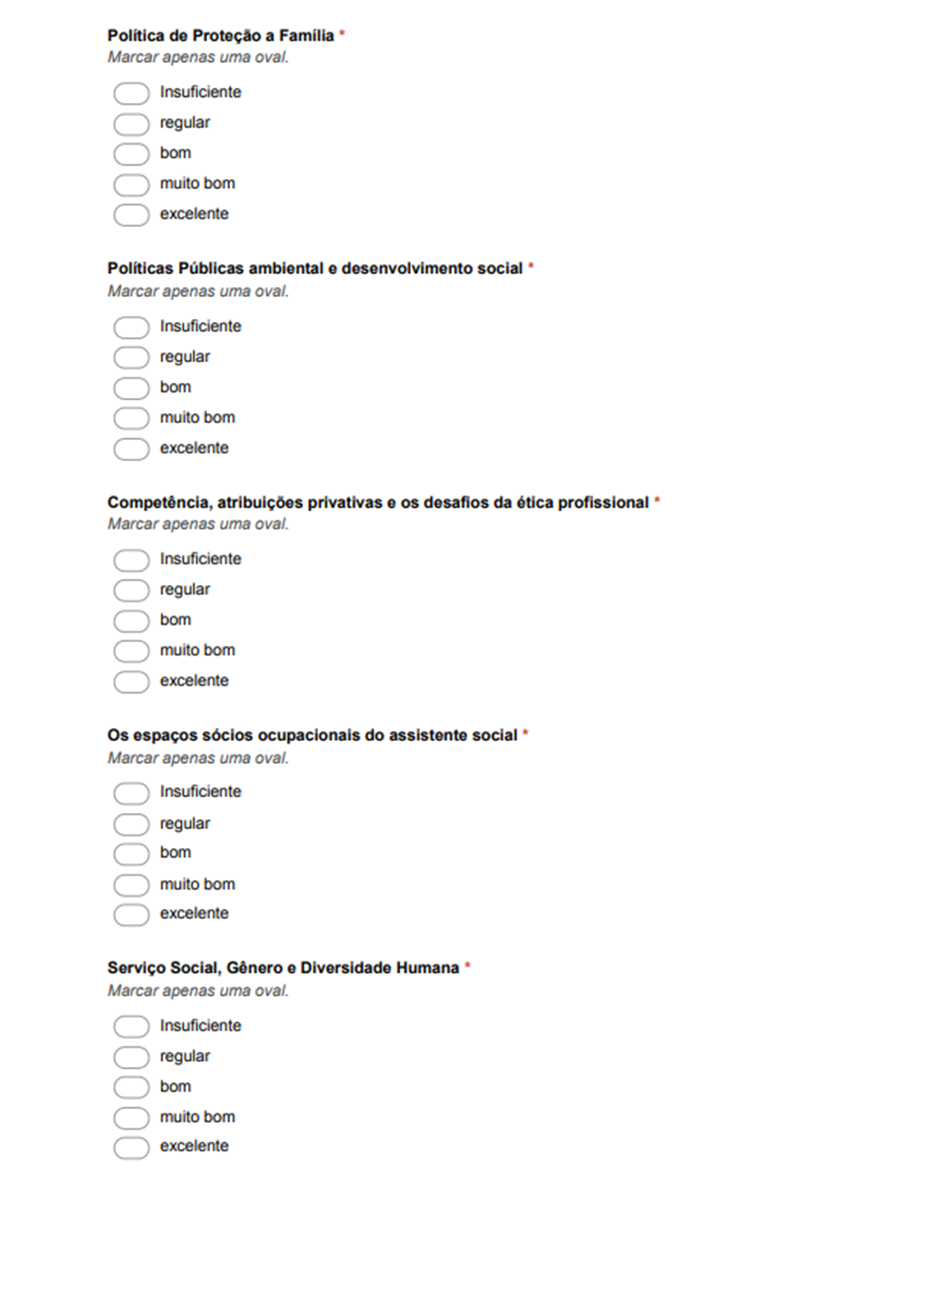 Política de Proteção a Família *
Marcar apenas uma oval.
Insuficiente
regular
bom
muito bom
excelente
Políticas Públicas ambiental e desenvolvimento social *
Marcar apenas uma oval.
Insuficiente
regular
bom
muito bom
excelente
Competência, atribuições privativas e os desafios da ética profissional *
Marcar apenas uma oval.
Insuficiente
regular
bom
muito bom
excelente
Os espaços sócios ocupacionais do assistente social *
Marcar apenas uma oval.
Insuficiente
regular
bom
muito bom
excelente
Serviço Social, Gênero e Diversidade Humana *
Marcar apenas uma oval.
Insuficiente
regular
bom
muito bom
excelente